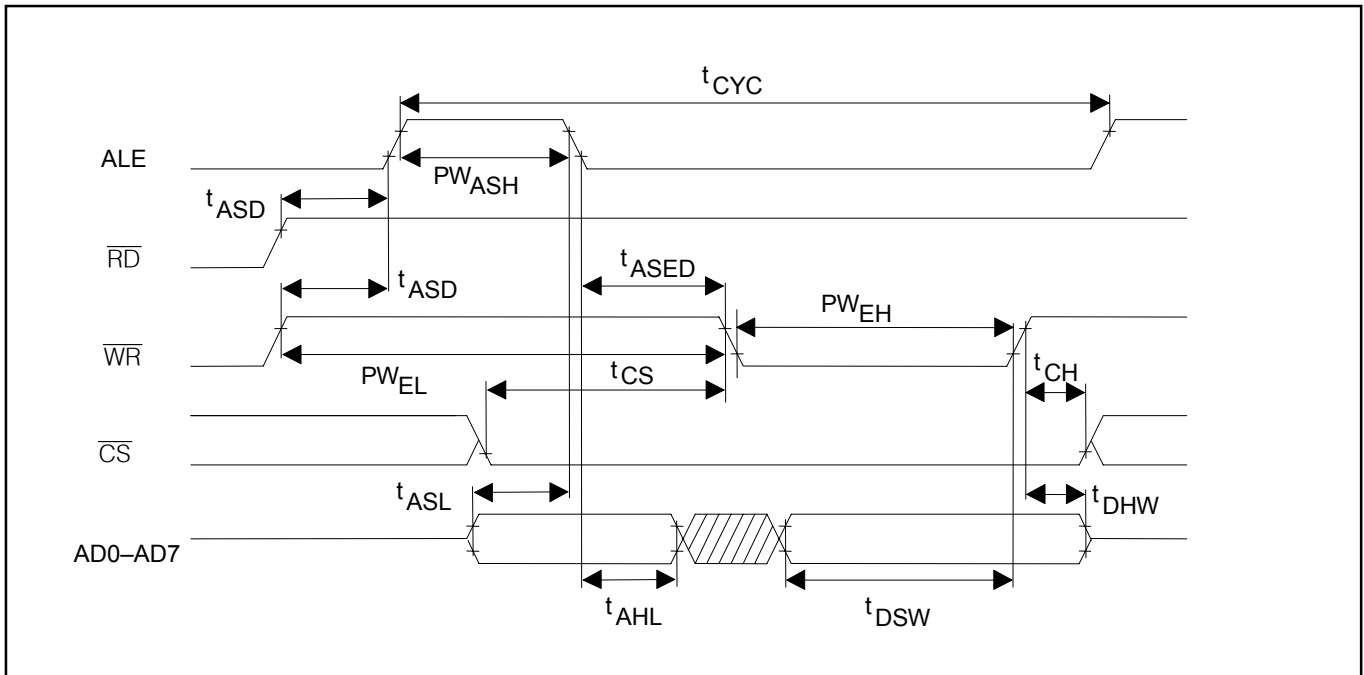 tCYC
ALE
PWASH
tASD
RD
tASED
tASD
PWEH
WR
PWEL
tCS
tCH
CS
tASL
tDHW
AD0–AD7
tAHL
tDSW